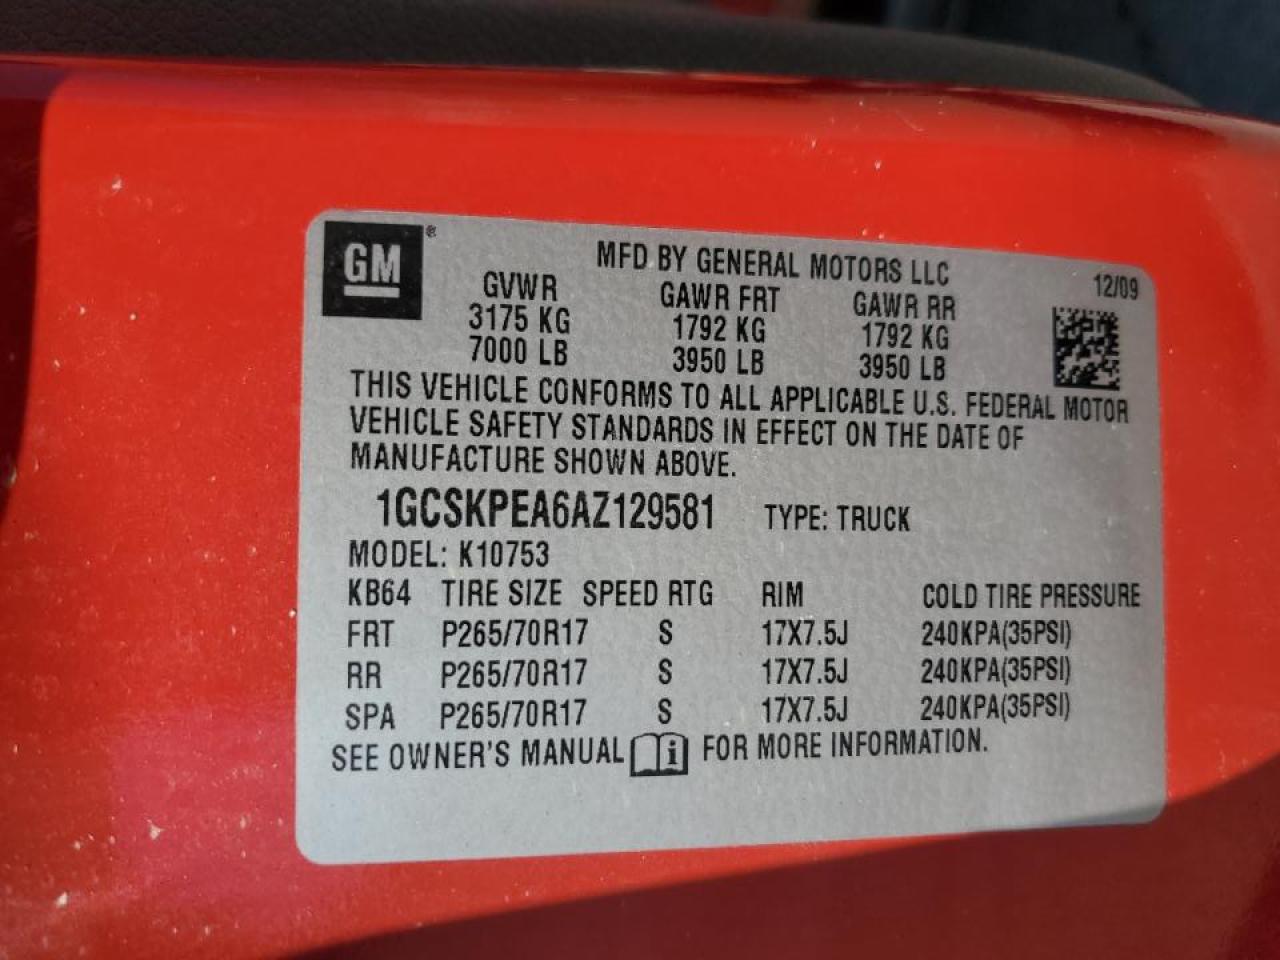 GM®
MFD BY GENERAL MOTORS LLC
12/09
GVWR GAWR FRT GAWR RR
3175 KG 1792 KG 1792 KG
7000 LB 3950 LB 3950 LB
THIS VEHICLE CONFORMS TO ALL APPLICABLE U.S. FEDERAL MOTOR
VEHICLE SAFETY STANDARDS IN EFFECT ON THE DATE OF
MANUFACTURE SHOWN ABOVE.
1GCSKPEA6AZ129581 TYPE: TRUCK
MODEL: K10753
KB64 TIRE SIZE SPEED RTG RIM COLD TIRE PRESSURE
FRT P265/70R17 S 17X7.5J 240KPA(35PSI)
RR P265/70R17 S 17X7.5J 240KPA(35PSI)
SPA P265/70R17 S 17X7.5J 240KPA(35PSI)
SEE OWNER'S MANUAL i FOR MORE INFORMATION.